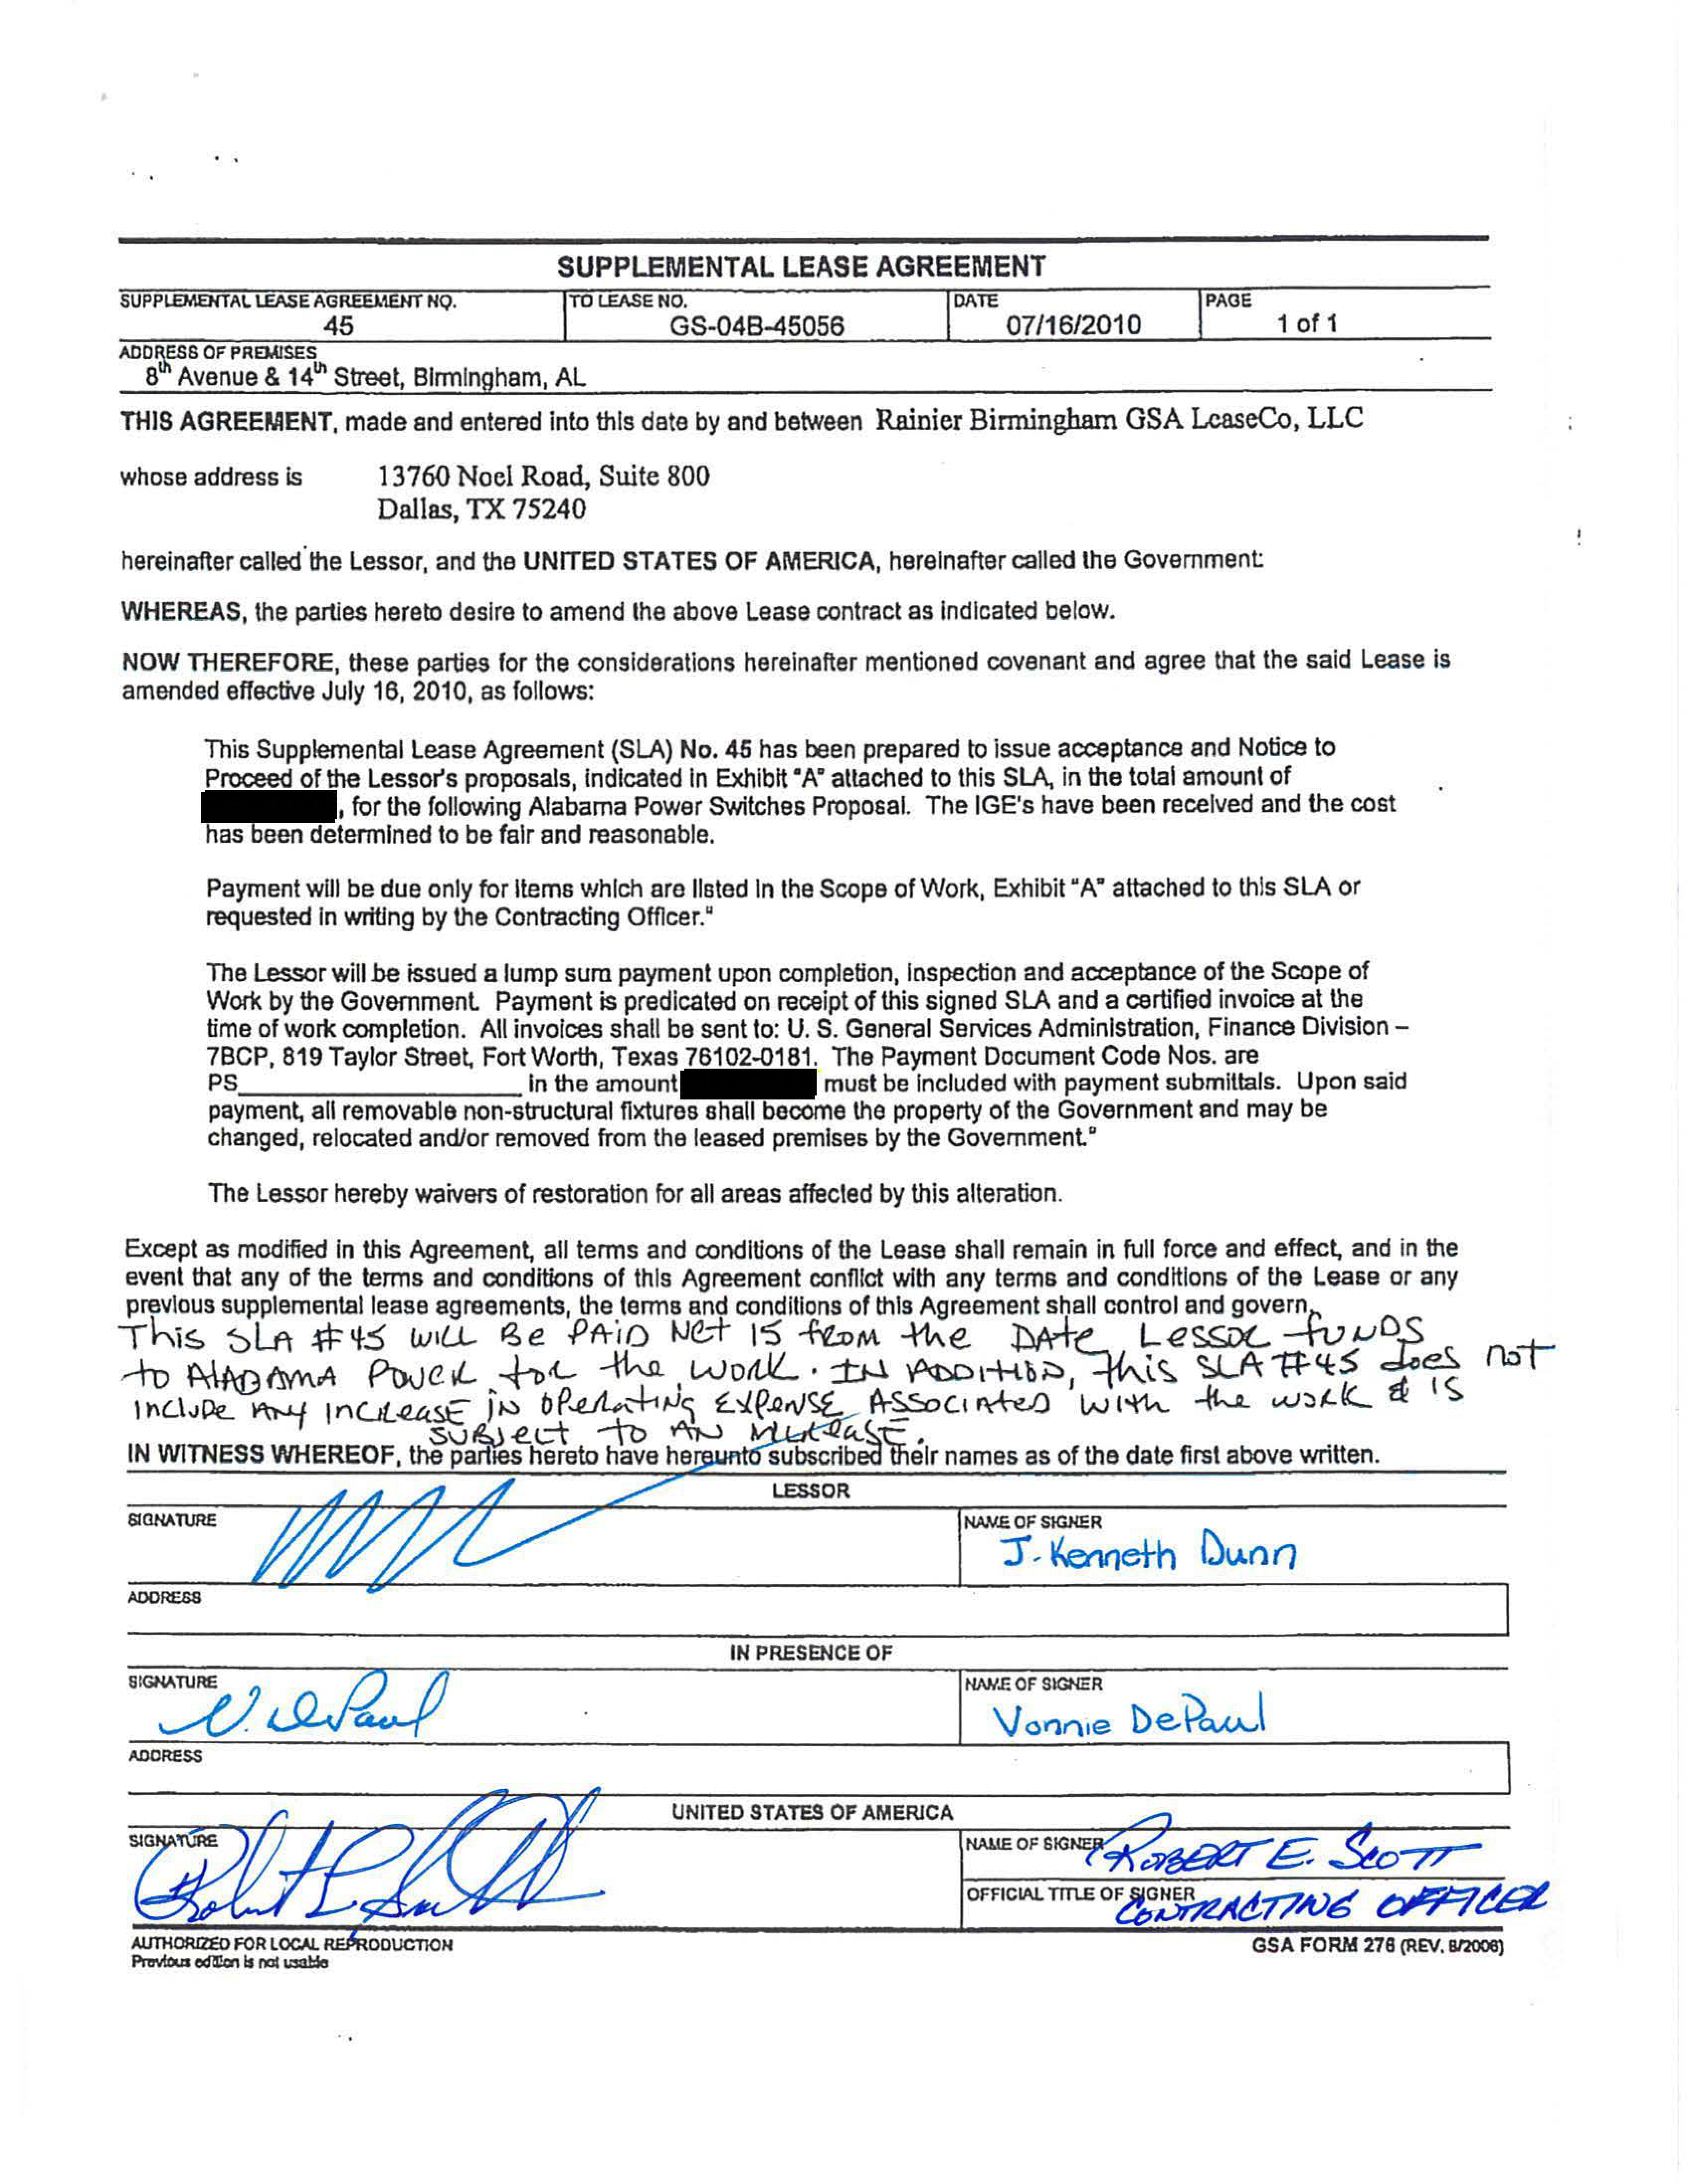 SUPPLEMENTAL LEASE AGREEMENT
SUPPLEMENTAL LEASE AGREEMENT NO.
45
TO LEASE NO.
GS-04B-45056
DATE
07/16/2010
PAGE
1 of 1
ADDRESS OF PREMISES
8th Avenue & 14th Street, Birmingham, AL
THIS AGREEMENT, made and entered into this date by and between Rainier Birmingham GSA LeaseCo, LLC
whose address is 13760 Noel Road, Suite 800
Dallas, TX 75240
hereinafter called the Lessor, and the UNITED STATES OF AMERICA, hereinafter called the Government:
WHEREAS, the parties hereto desire to amend the above Lease contract as indicated below.
NOW THEREFORE, these parties for the considerations hereinafter mentioned covenant and agree that the said Lease is
amended effective July 16, 2010, as follows:
This Supplemental Lease Agreement (SLA) No. 45 has been prepared to issue acceptance and Notice to
Proceed of the Lessor's proposals, indicated in Exhibit "A" attached to this SLA, in the total amount of
, for the following Alabama Power Switches Proposal. The IGE's have been received and the cost
has been determined to be fair and reasonable.
Payment will be due only for items which are listed in the Scope of Work, Exhibit "A" attached to this SLA or
requested in writing by the Contracting Officer."
The Lessor will be issued a lump sum payment upon completion, inspection and acceptance of the Scope of
Work by the Government. Payment is predicated on receipt of this signed SLA and a certified invoice at the
time of work completion. All invoices shall be sent to: U. S. General Services Administration, Finance Division –
7BCP, 819 Taylor Street, Fort Worth, Texas 76102-0181. The Payment Document Code Nos. are
PS____________________ in the amount must be included with payment submittals. Upon said
payment, all removable non-structural fixtures shall become the property of the Government and may be
changed, relocated and/or removed from the leased premises by the Government."
The Lessor hereby waivers of restoration for all areas affected by this alteration.
Except as modified in this Agreement, all terms and conditions of the Lease shall remain in full force and effect, and in the
event that any of the terms and conditions of this Agreement conflict with any terms and conditions of the Lease or any
previous supplemental lease agreements, the terms and conditions of this Agreement shall control and govern.
This SLA #45 will Be PAID Net 15 from the DAte Lessor funds
to AlABAMA Power for the work. IN ADDITION, this SLA #45 does not
incluDe ANY increase in operating Expense Associated with the work & is
subject to AN increase.
IN WITNESS WHEREOF, the parties hereto have hereunto subscribed their names as of the date first above written.
LESSOR
SIGNATURE
NAME OF SIGNER
J. Kenneth Dunn
ADDRESS
IN PRESENCE OF
SIGNATURE
V. DePaul
NAME OF SIGNER
Vonnie DePaul
ADDRESS
UNITED STATES OF AMERICA
SIGNATURE
Robert E. Scott
NAME OF SIGNER
ROBERT E. SCOTT
OFFICIAL TITLE OF SIGNER
CONTRACTING OFFICER
AUTHORIZED FOR LOCAL REPRODUCTION
Previous edition is not usable
GSA FORM 276 (REV. 8/2006)